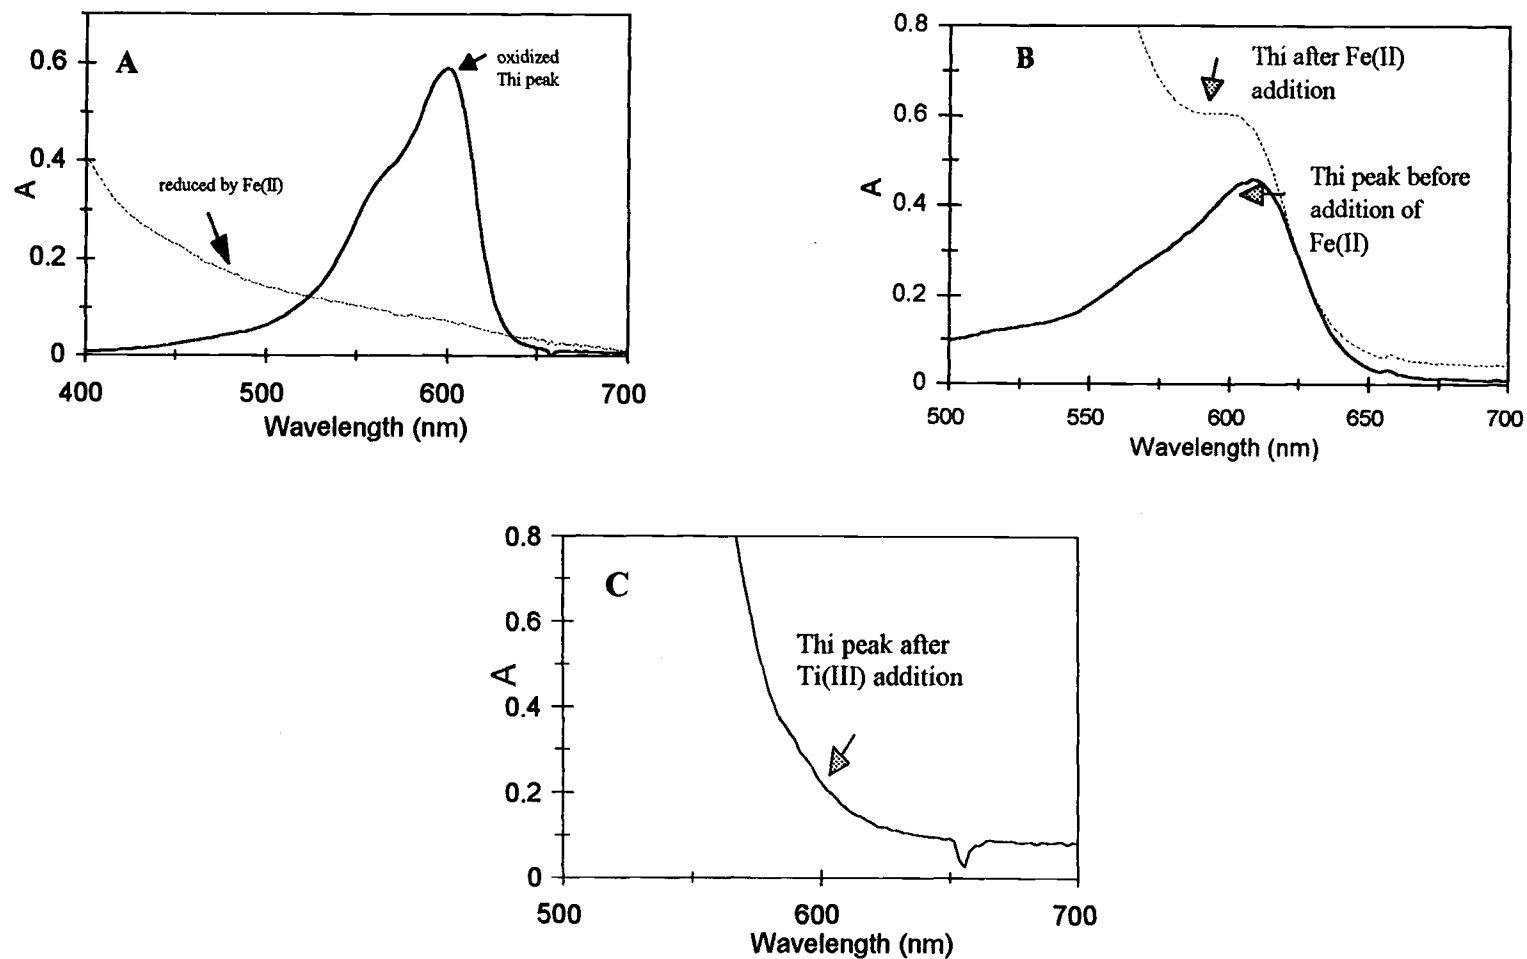 A
oxidized
Thi peak
reduced by Fe(II)
0.6
0.4
0.2
0
A
400 500 600 700
Wavelength (nm)
B
Thi after Fe(II)
addition
Thi peak before
addition of
Fe(II)
0.8
0.6
0.4
0.2
0
A
500 550 600 650 700
Wavelength (nm)
C
Thi peak after
Ti(III) addition
0.8
0.6
0.4
0.2
0
A
500 600 700
Wavelength (nm)